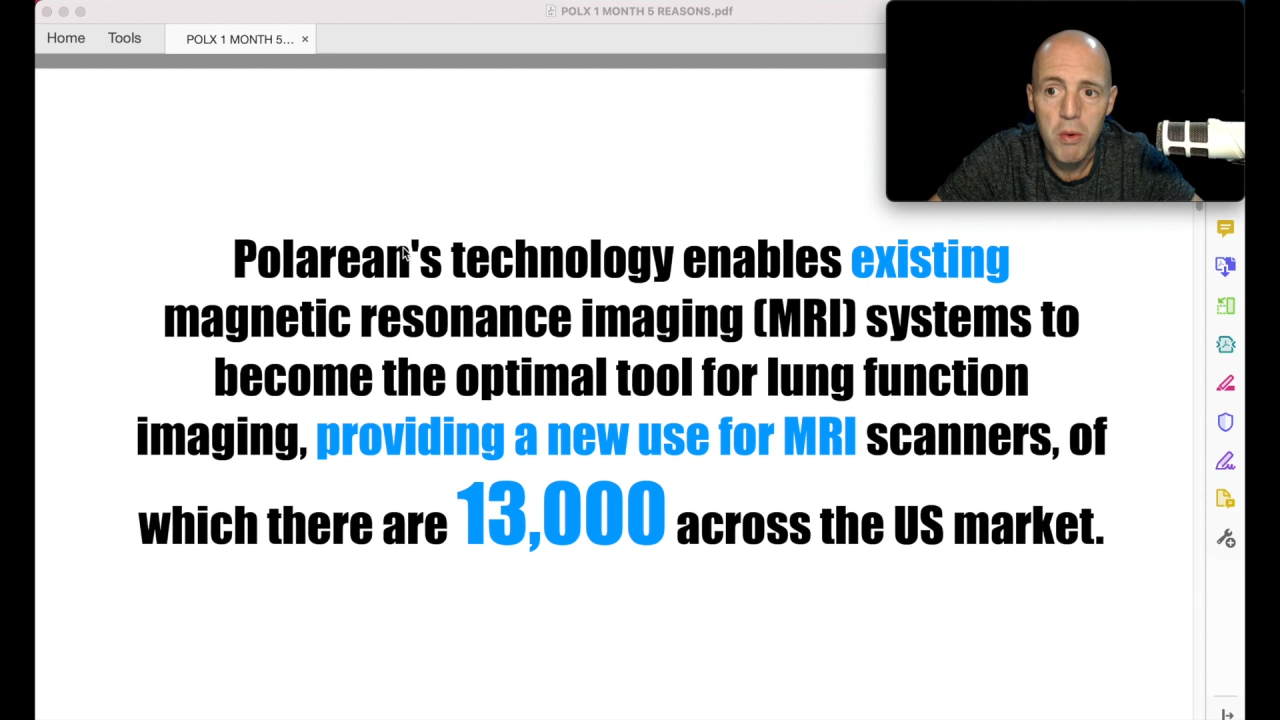 POLX 1 MONTH 5 REASONS.pdf
Home Tools POLX 1 MONTH 5... ×
Polarean's technology enables existing
magnetic resonance imaging (MRI) systems to
become the optimal tool for lung function
imaging, providing a new use for MRI scanners, of
which there are 13,000 across the US market.